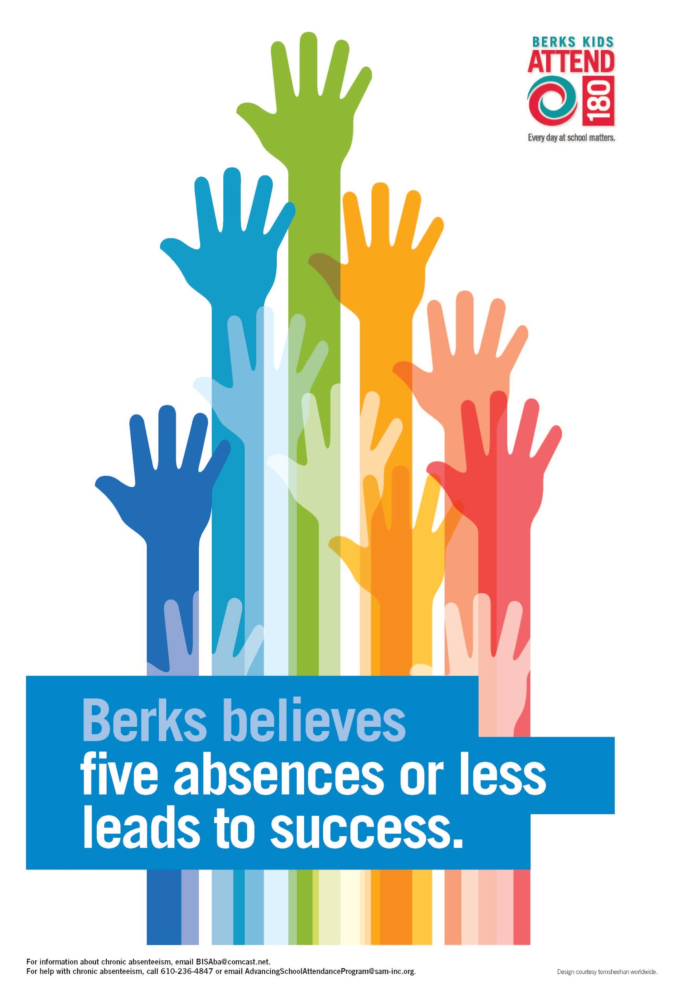 BERKS KIDS
ATTEND
180
Every day at school matters.
Berks believes
five absences or less
leads to success.
For information about chronic absenteeism, email BISAba@comcast.net.
For help with chronic absenteeism, call 610-236-4847 or email AdvancingSchoolAttendanceProgram@sam-inc.org.
Design courtesy tomsheehan worldwide.